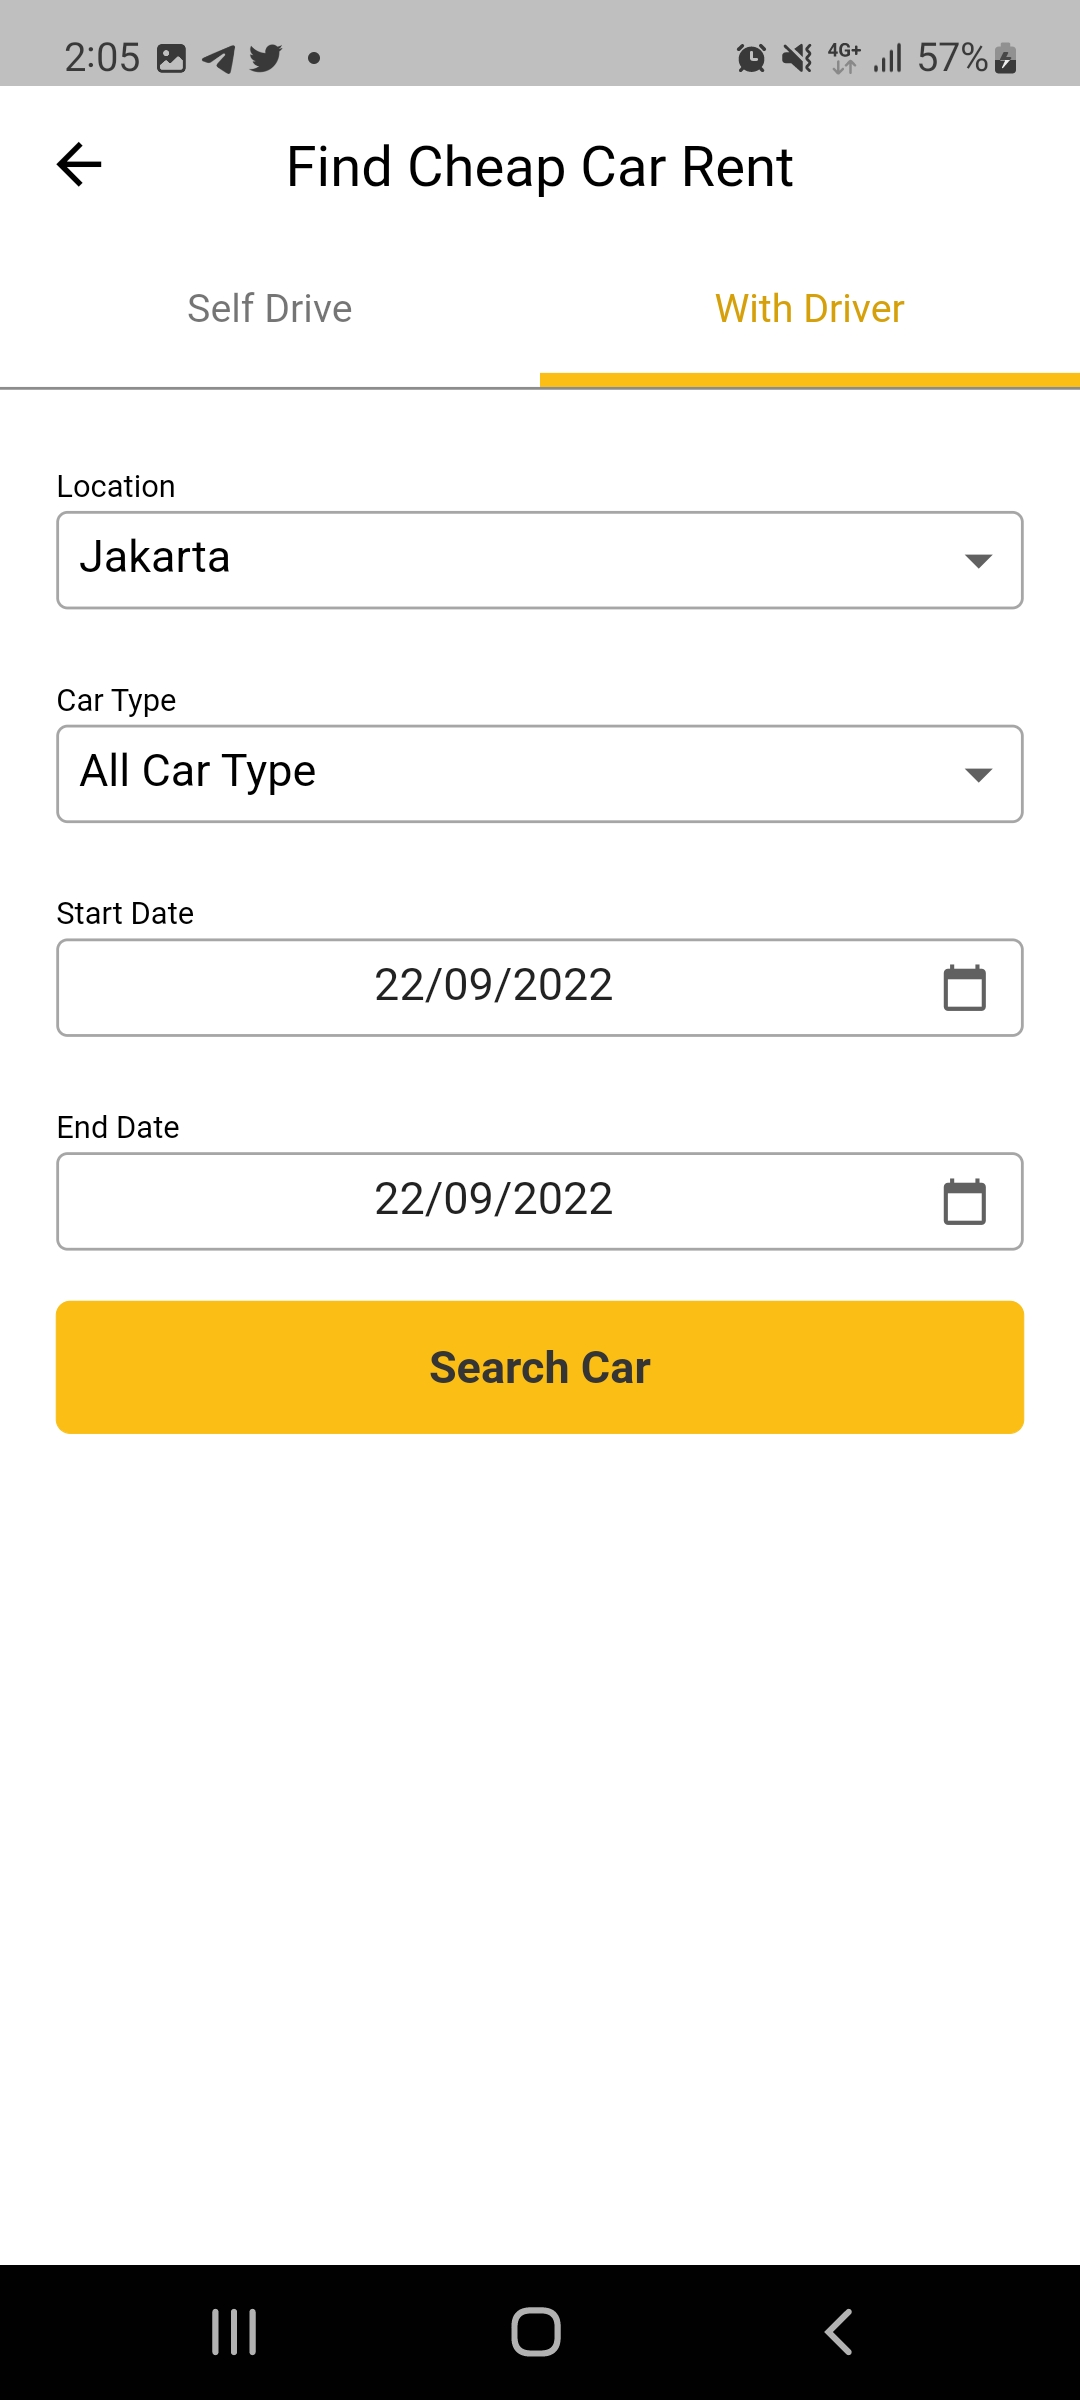 2:05 4G+ 57%
Find Cheap Car Rent
Self Drive With Driver
Location
Jakarta
Car Type
All Car Type
Start Date
22/09/2022
End Date
22/09/2022
Search Car